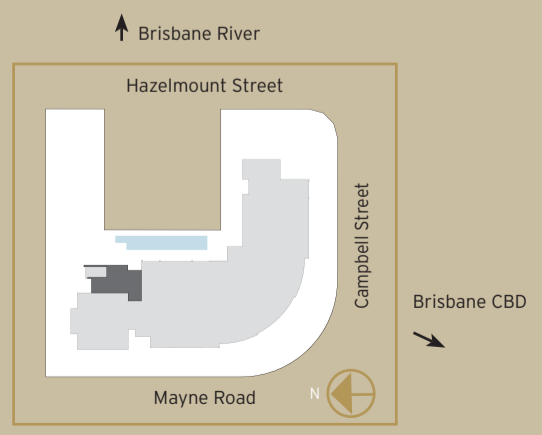 Brisbane River
Hazelmount Street
Campbell Street
Brisbane CBD
Mayne Road
N